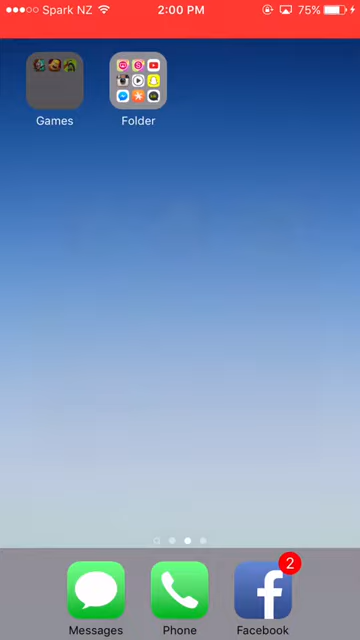 Spark NZ
2:00 PM
75%
Games
Folder
2
Messages
Phone
Facebook